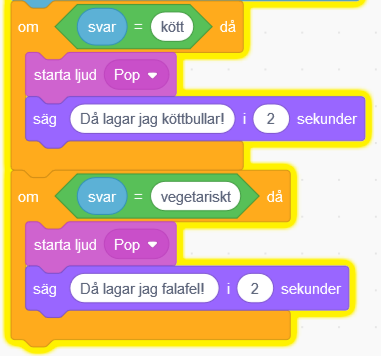 om svar = kött då
starta ljud Pop
säg Då lagar jag köttbullar! i 2 sekunder
om svar = vegetariskt då
starta ljud Pop
säg Då lagar jag falafel! i 2 sekunder